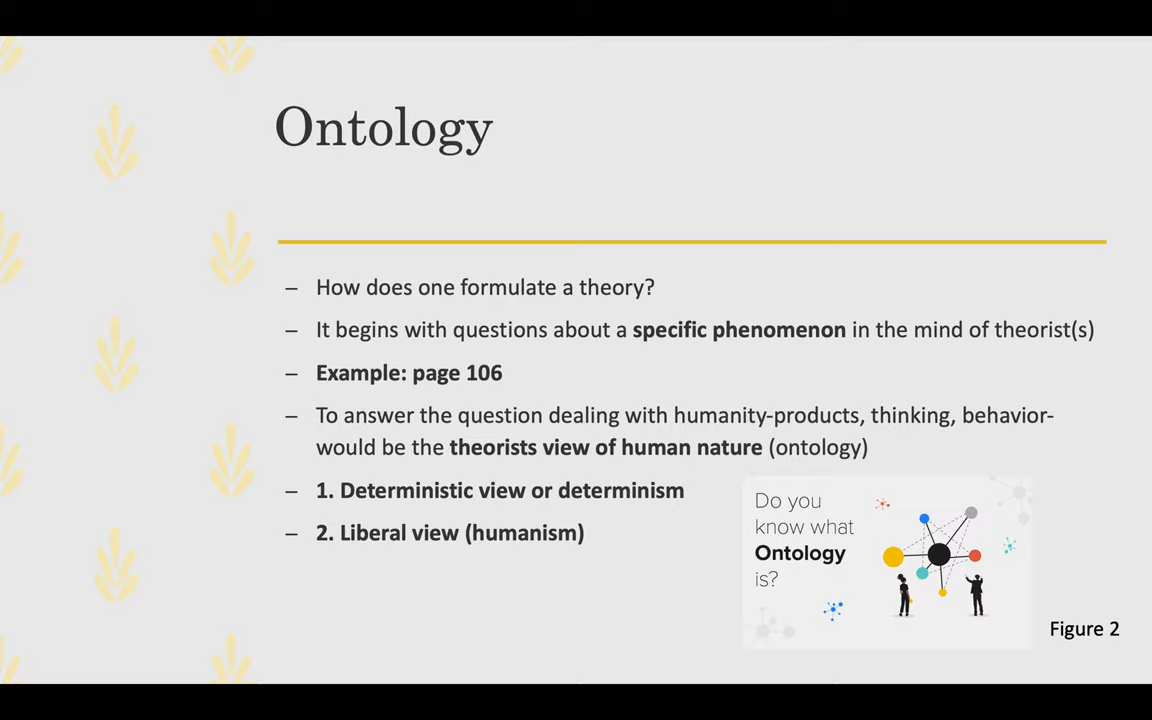 Ontology
– How does one formulate a theory?
– It begins with questions about a specific phenomenon in the mind of theorist(s)
– Example: page 106
– To answer the question dealing with humanity-products, thinking, behavior-
would be the theorists view of human nature (ontology)
– 1. Deterministic view or determinism
– 2. Liberal view (humanism)
Do you
know what
Ontology
is?
Figure 2